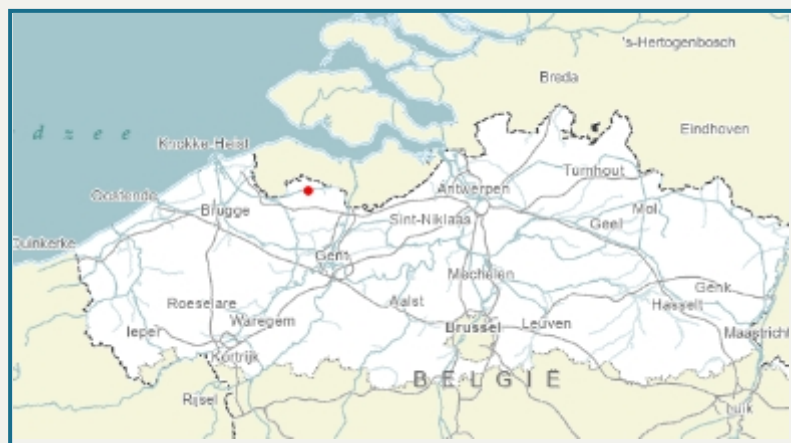 's-Hertogenbosch
Breda
Eindhoven
d z e e
Knokke-Heist
Turnhout
Oostende
Antwerpen
Brugge
Mol
Sint-Niklaas
Geel
Duinkerke
Gent
Mechelen
Genk
Roeselare
Aalst
Hasselt
Waregem
Brussel
Leuven
Ieper
Maastricht
Kortrijk
BELGIË
Rijsel
Luik